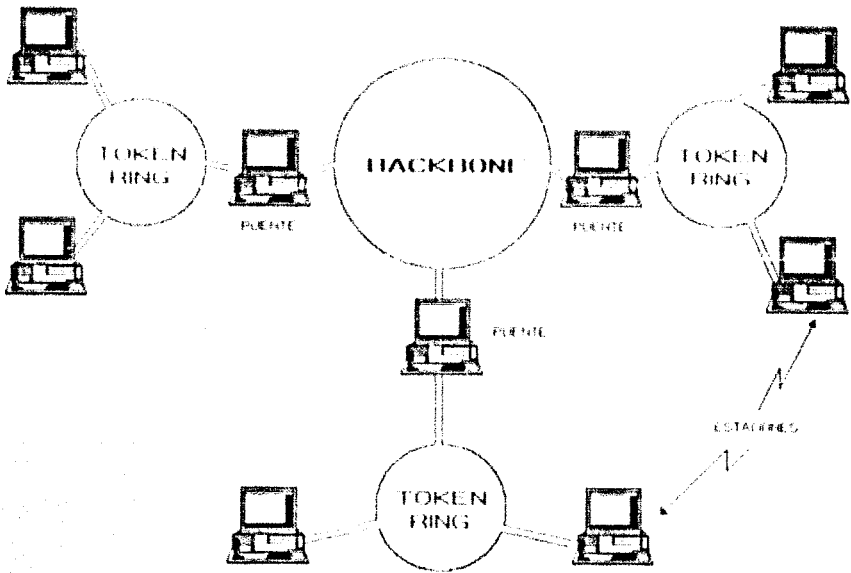 TOKEN
RING
BACKBONE
TOKEN
RING
PUENTE
PUENTE
PUENTE
ESTACIONES
TOKEN
RING